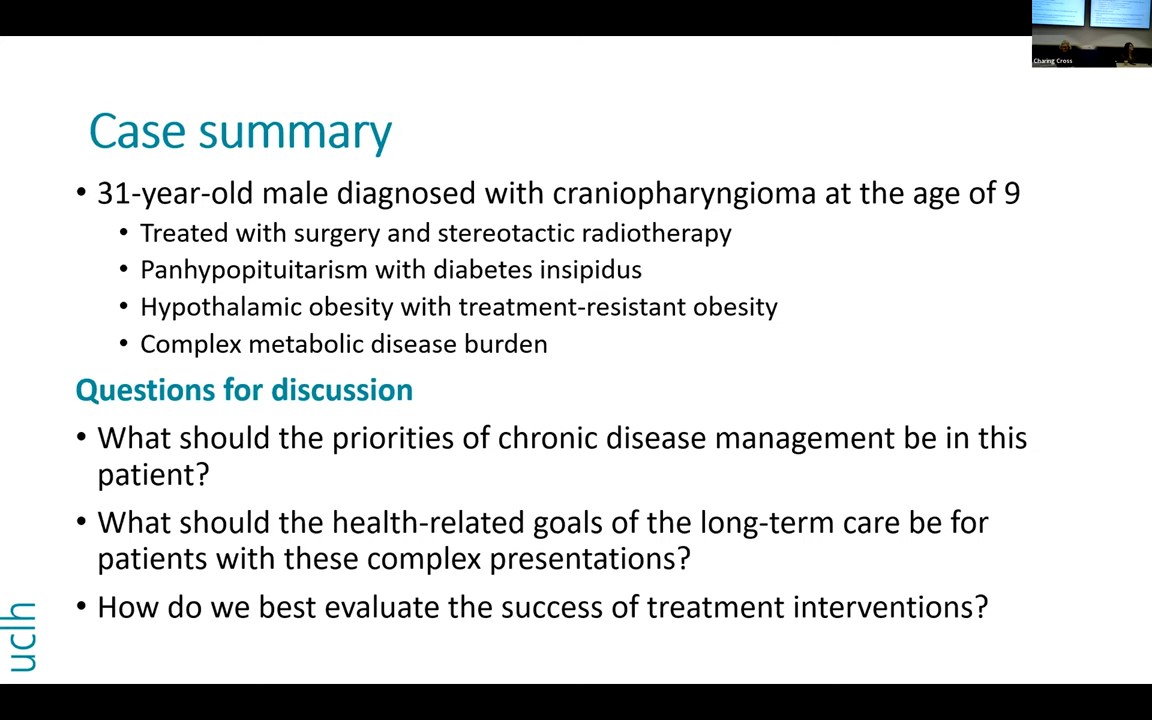 Charing Cross
Case summary
• 31-year-old male diagnosed with craniopharyngioma at the age of 9
• Treated with surgery and stereotactic radiotherapy
• Panhypopituitarism with diabetes insipidus
• Hypothalamic obesity with treatment-resistant obesity
• Complex metabolic disease burden
Questions for discussion
• What should the priorities of chronic disease management be in this
patient?
• What should the health-related goals of the long-term care be for
patients with these complex presentations?
• How do we best evaluate the success of treatment interventions?
uclh